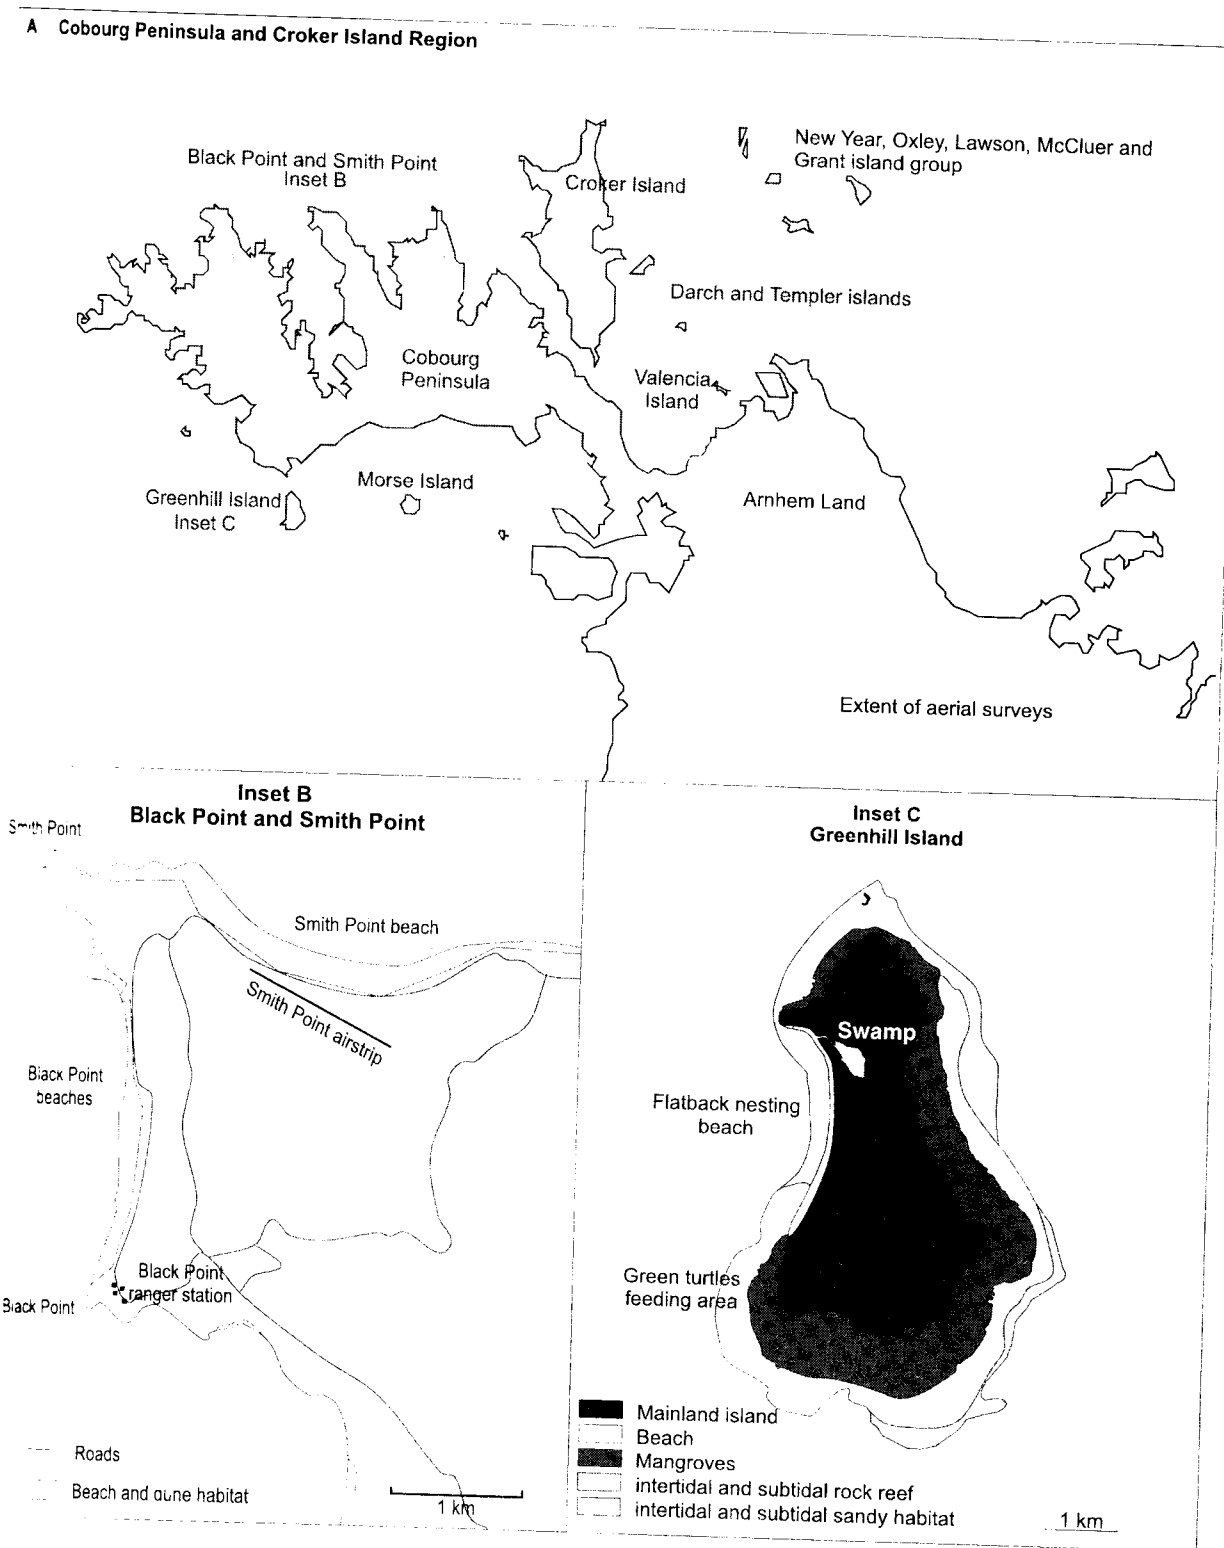 A Cobourg Peninsula and Croker Island Region
Black Point and Smith Point
Inset B
Croker Island
New Year, Oxley, Lawson, McCluer and
Grant island group
Darch and Templer islands
Cobourg
Peninsula
Valencia
Island
Greenhill Island
Inset C
Morse Island
Arnhem Land
Extent of aerial surveys
Inset B
Black Point and Smith Point
Smith Point
Smith Point beach
Smith Point airstrip
Black Point
beaches
Black Point
ranger station
Black Point
Roads
Beach and dune habitat
1 km
Inset C
Greenhill Island
Swamp
Flatback nesting
beach
Green turtles
feeding area
Mainland island
Beach
Mangroves
intertidal and subtidal rock reef
intertidal and subtidal sandy habitat
1 km